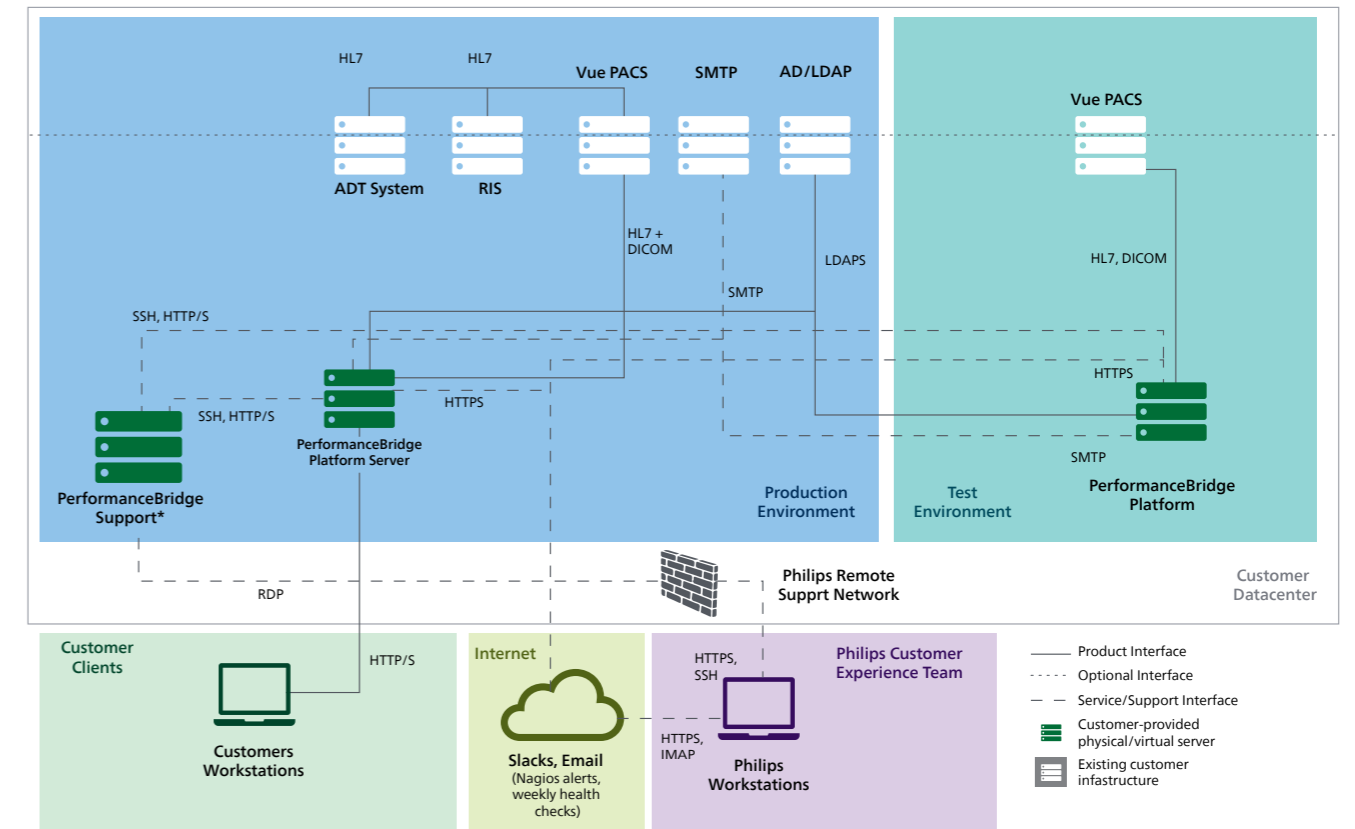 HL7
HL7
Vue PACS
SMTP
AD/LDAP
Vue PACS
ADT System
RIS
HL7 +
DICOM
LDAPS
HL7, DICOM
SMTP
SSH, HTTP/S
HTTPS
HTTPS
SSH, HTTP/S
PerformanceBridge
Platform Server
SMTP
PerformanceBridge
Support*
Production
Environment
Test
Environment
PerformanceBridge
Platform
RDP
Philips Remote
Supprt Network
Customer
Datacenter
Customer
Clients
HTTP/S
Customers
Workstations
Internet
Slacks, Email
(Nagios alerts,
weekly health
checks)
HTTPS,
SSH
Philips Customer
Experience Team
HTTPS,
IMAP
Philips
Workstations
Product Interface
Optional Interface
Service/Support Interface
Customer-provided
physical/virtual server
Existing customer
infastructure